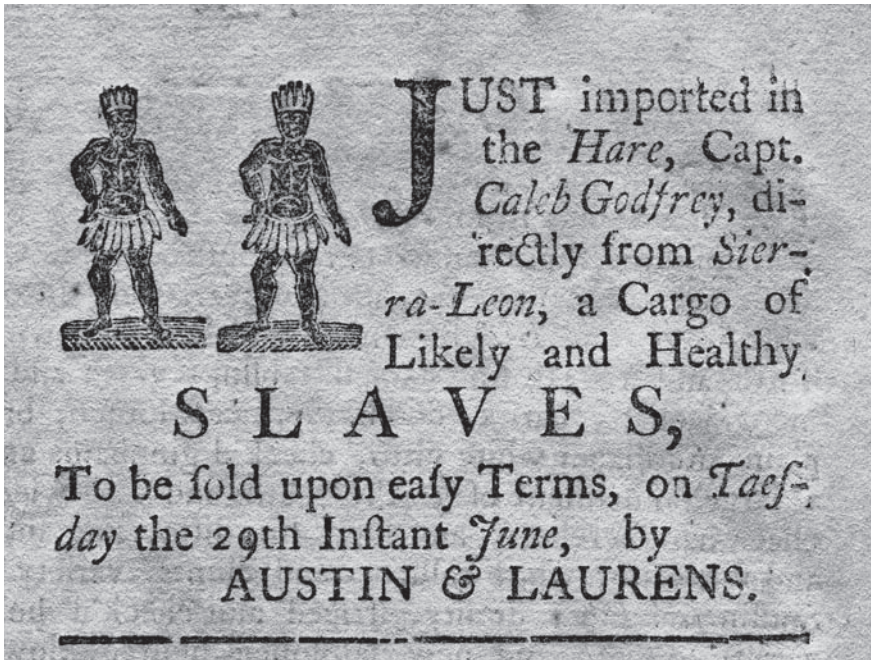 JUST imported in
the Hare, Capt.
Caleb Godfrey, di-
rectly from Sier-
ra-Leon, a Cargo of
Likely and Healthy
SLAVES,
To be ſold upon eaſy Terms, on Tueſ-
day the 29th Inſtant June, by
AUSTIN & LAURENS.